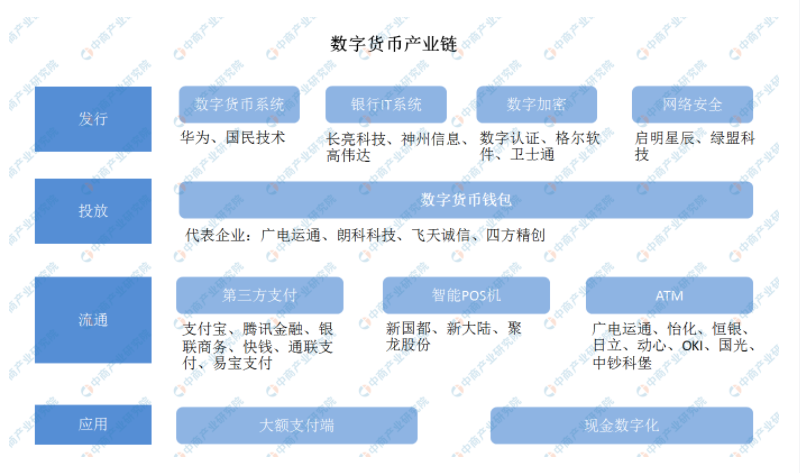 数字货币产业链
发行
数字货币系统
银行IT系统
数字加密
网络安全
华为、国民技术
长亮科技、神州信息、
高伟达
数字认证、格尔软
件、卫士通
启明星辰、绿盟科
技
投放
数字货币钱包
代表企业：广电运通、朗科科技、飞天诚信、四方精创
流通
第三方支付
智能POS机
ATM
支付宝、腾讯金融、银
联商务、快钱、通联支
付、易宝支付
新国都、新大陆、聚
龙股份
广电运通、怡化、恒银、
日立、动心、OKI、国光、
中钞科堡
应用
大额支付端
现金数字化
中商产业研究院